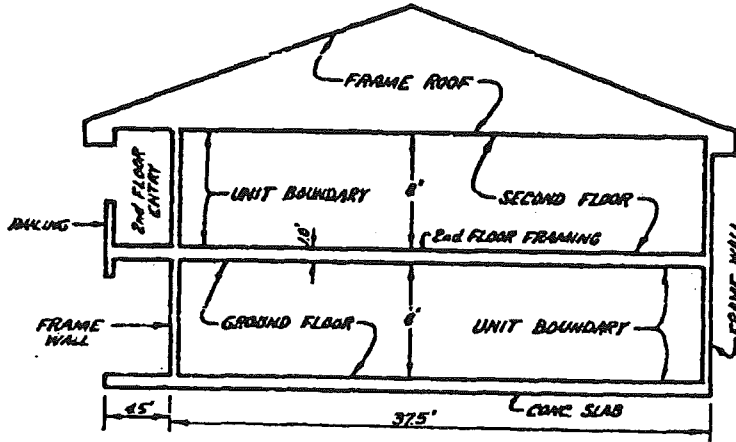 FRAME ROOF
2nd FLOOR
ENTRY
UNIT BOUNDARY
8'
SECOND FLOOR
RAILING
1.0'
2nd FLOOR FRAMING
FRAME WALL
FRAME
WALL
GROUND FLOOR
8'
UNIT BOUNDARY
4.5'
37.5'
CONC. SLAB